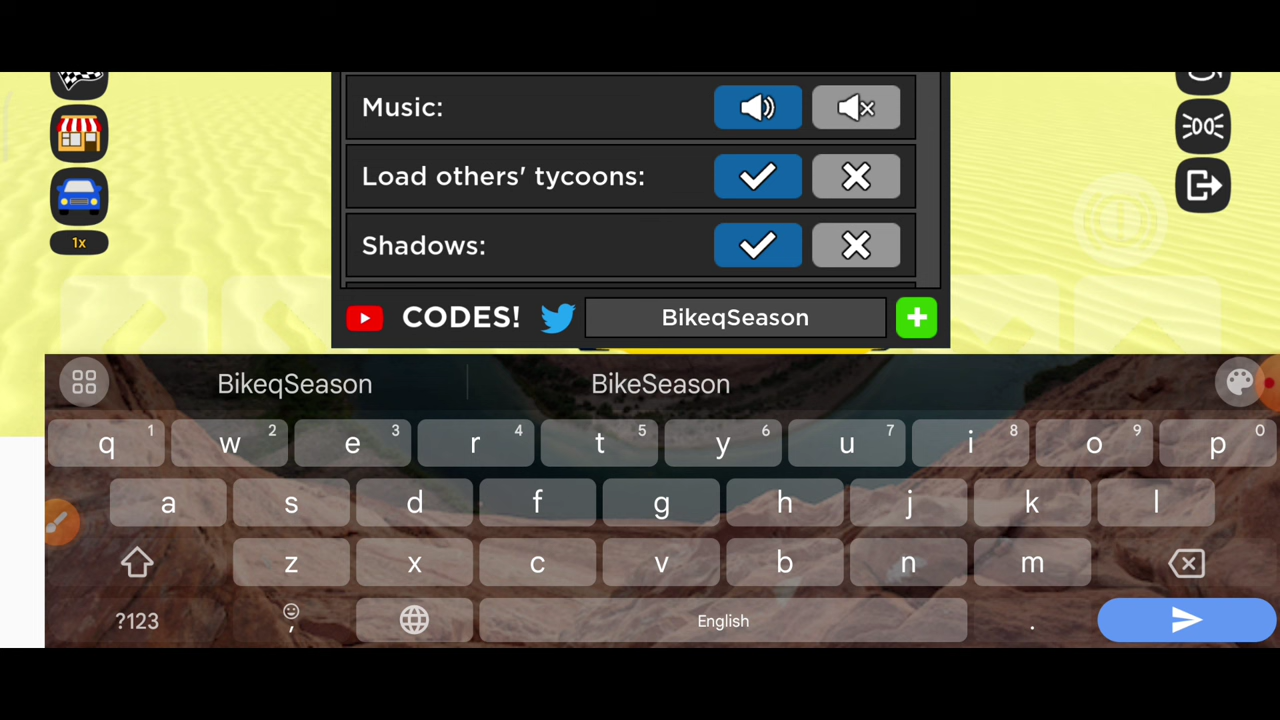 Music:
Load others' tycoons:
Shadows:
1x
CODES! BikeqSeason
BikeqSeason BikeSeason
q 1 w 2 e 3 r 4 t 5 y 6 u 7 i 8 o 9 p 0
a s d f g h j k l
z x c v b n m
?123 , English .